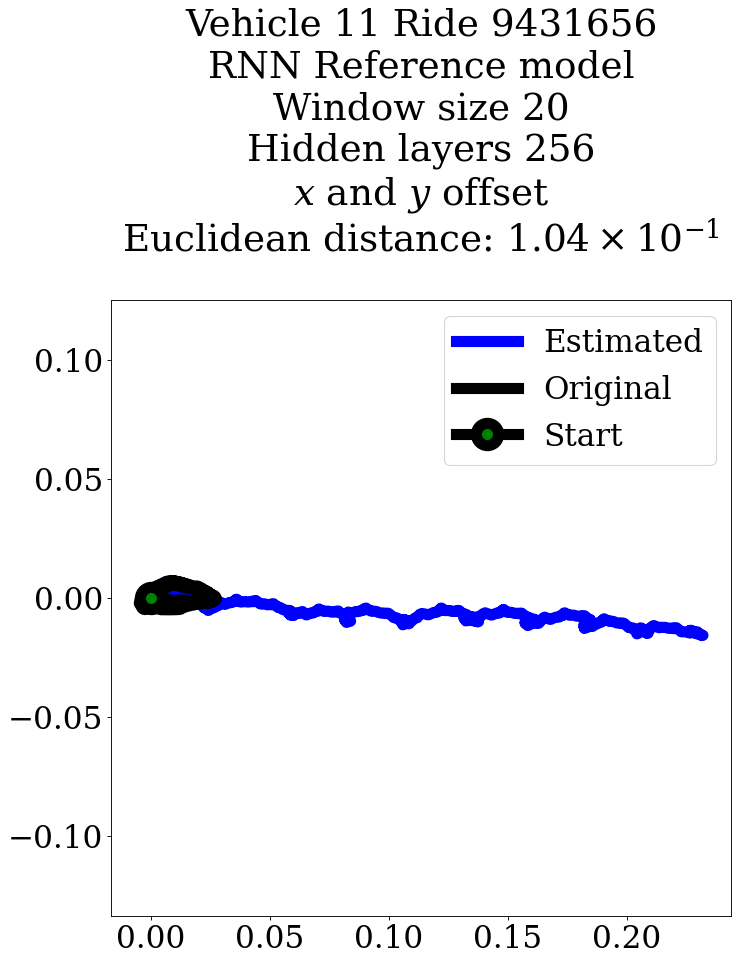 Vehicle 11 Ride 9431656
RNN Reference model
Window size 20
Hidden layers 256
x and y offset
Euclidean distance: 1.04 × 10⁻¹
Estimated
Original
Start
0.10
0.05
0.00
−0.05
−0.10
0.00 0.05 0.10 0.15 0.20